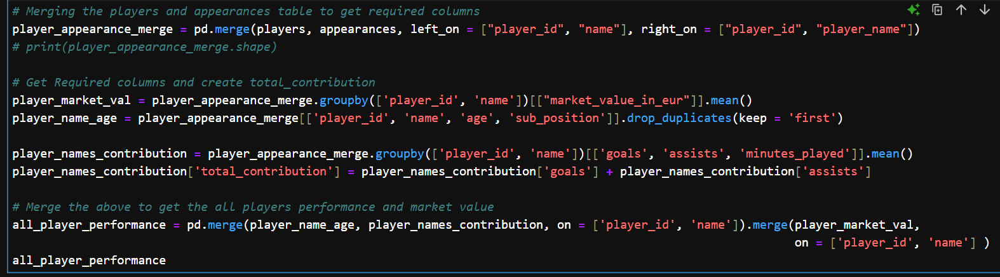 # Merging the players and appearances table to get required columns
player_appearance_merge = pd.merge(players, appearances, left_on = ["player_id", "name"], right_on = ["player_id", "player_name"])
# print(player_appearance_merge.shape)
# Get Required columns and create total_contribution
player_market_val = player_appearance_merge.groupby(['player_id', 'name'])[["market_value_in_eur"]].mean()
player_name_age = player_appearance_merge[['player_id', 'name', 'age', 'sub_position']].drop_duplicates(keep = 'first')
player_names_contribution = player_appearance_merge.groupby(['player_id', 'name'])[['goals', 'assists', 'minutes_played']].mean()
player_names_contribution['total_contribution'] = player_names_contribution['goals'] + player_names_contribution['assists']
# Merge the above to get the all players performance and market value
all_player_performance = pd.merge(player_name_age, player_names_contribution, on = ['player_id', 'name']).merge(player_market_val,
on = ['player_id', 'name'] )
all_player_performance